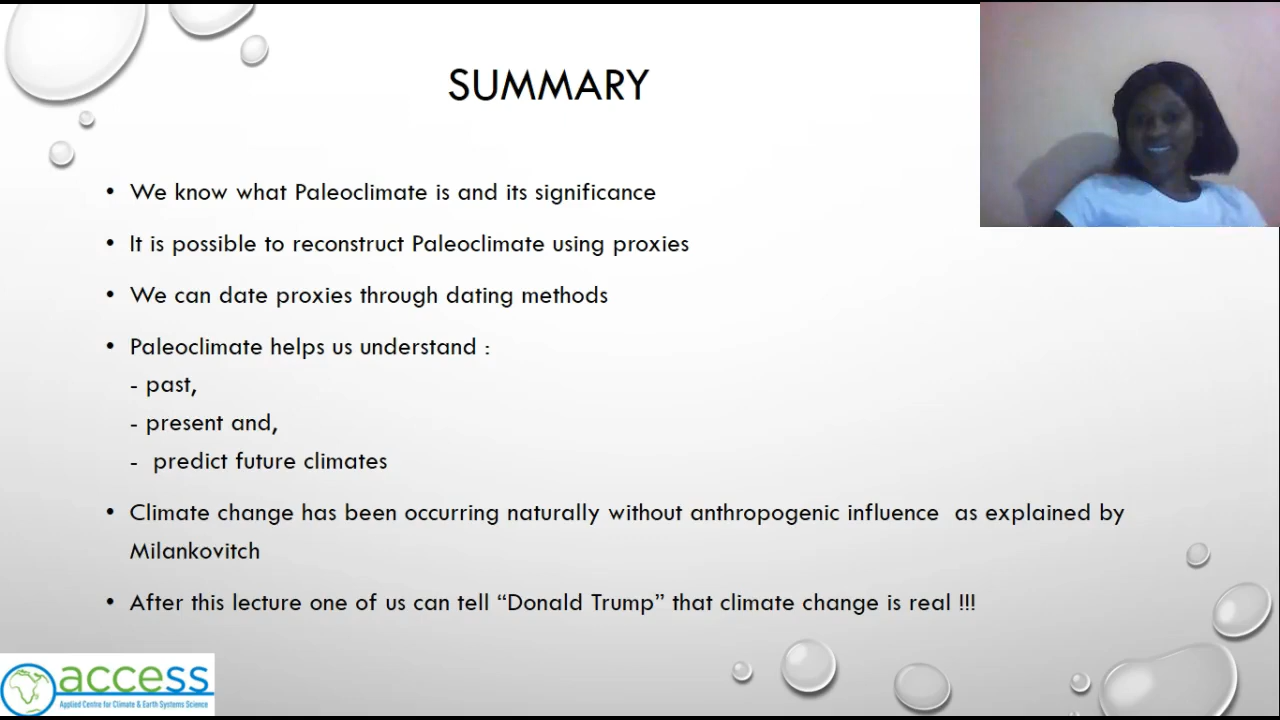 SUMMARY
• We know what Paleoclimate is and its significance
• It is possible to reconstruct Paleoclimate using proxies
• We can date proxies through dating methods
• Paleoclimate helps us understand :
- past,
- present and,
- predict future climates
• Climate change has been occurring naturally without anthropogenic influence as explained by
Milankovitch
• After this lecture one of us can tell “Donald Trump” that climate change is real !!!
access
Applied Centre for Climate & Earth Systems Science